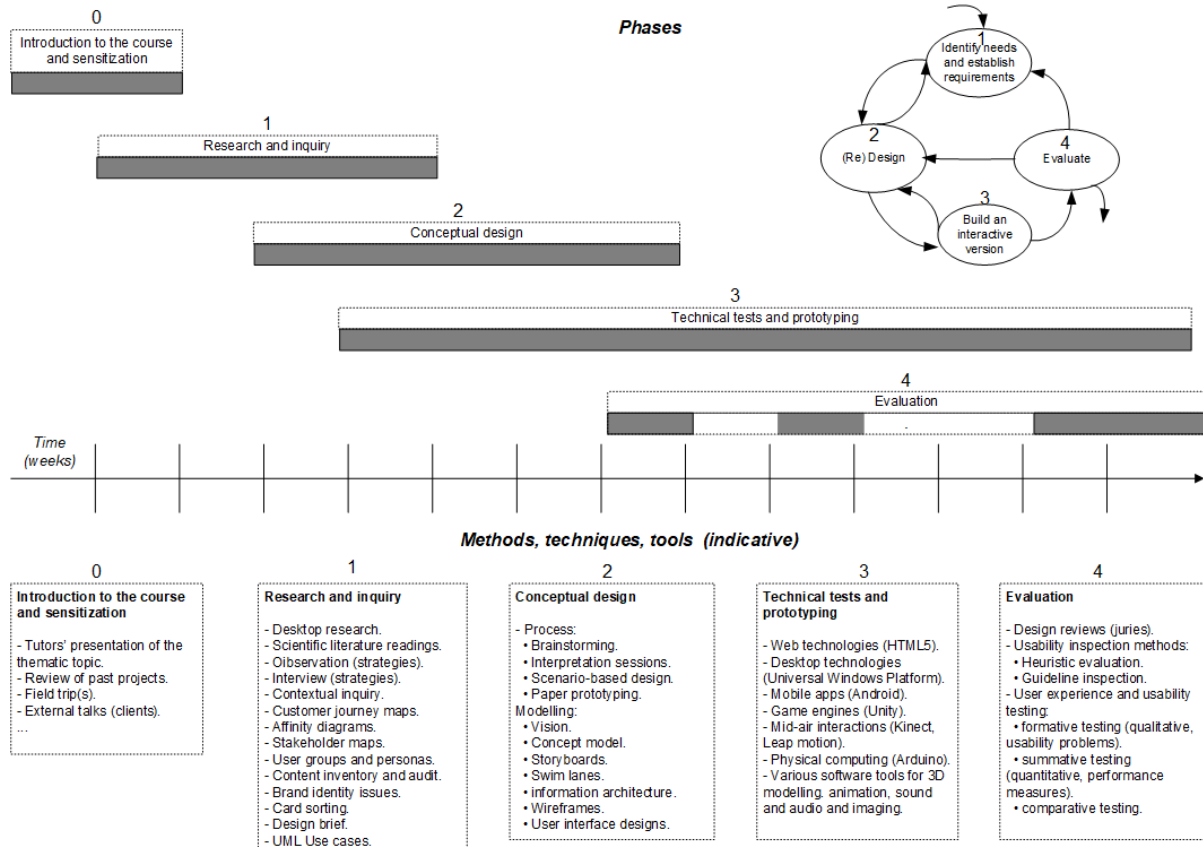 0
Introduction to the course
and sensitization
Phases
1
Identify needs
and establish
requirements
2
(Re) Design
4
Evaluate
3
Build an
interactive
version
1
Research and inquiry
2
Conceptual design
3
Technical tests and prototyping
4
Evaluation
.
Time
(weeks)
Methods, techniques, tools (indicative)
0
Introduction to the course
and sensitization
- Tutors' presentation of the
thematic topic.
- Review of past projects.
- Field trip(s).
- External talks (clients).
...
1
Research and inquiry
- Desktop research.
- Scientific literature readings.
- Oibservation (strategies).
- Interview (strategies).
- Contextual inquiry.
- Customer journey maps.
- Affinity diagrams.
- Stakeholder maps.
- User groups and personas.
- Content inventory and audit.
- Brand identity issues.
- Card sorting.
- Design brief.
- UML Use cases.
2
Conceptual design
- Process:
• Brainstorming.
• Interpretation sessions.
• Scenario-based design.
• Paper prototyping.
Modelling:
• Vision.
• Concept model.
• Storyboards.
• Swim lanes.
• information architecture.
• Wireframes.
• User interface designs.
3
Technical tests and
prototyping
- Web technologies (HTML5).
- Desktop technologies
(Universal Windows Platform).
- Mobile apps (Android).
- Game engines (Unity).
- Mid-air interactions (Kinect,
Leap motion).
- Physical computing (Arduino).
- Various software tools for 3D
modelling. animation, sound
and audio and imaging.
4
Evaluation
- Design reviews (juries).
- Usability inspection methods:
• Heuristic evaluation.
• Guideline inspection.
- User experience and usability
testing:
• formative testing (qualitative,
usability problems).
• summative testing
(quantitative, performance
measures).
• comparative testing.